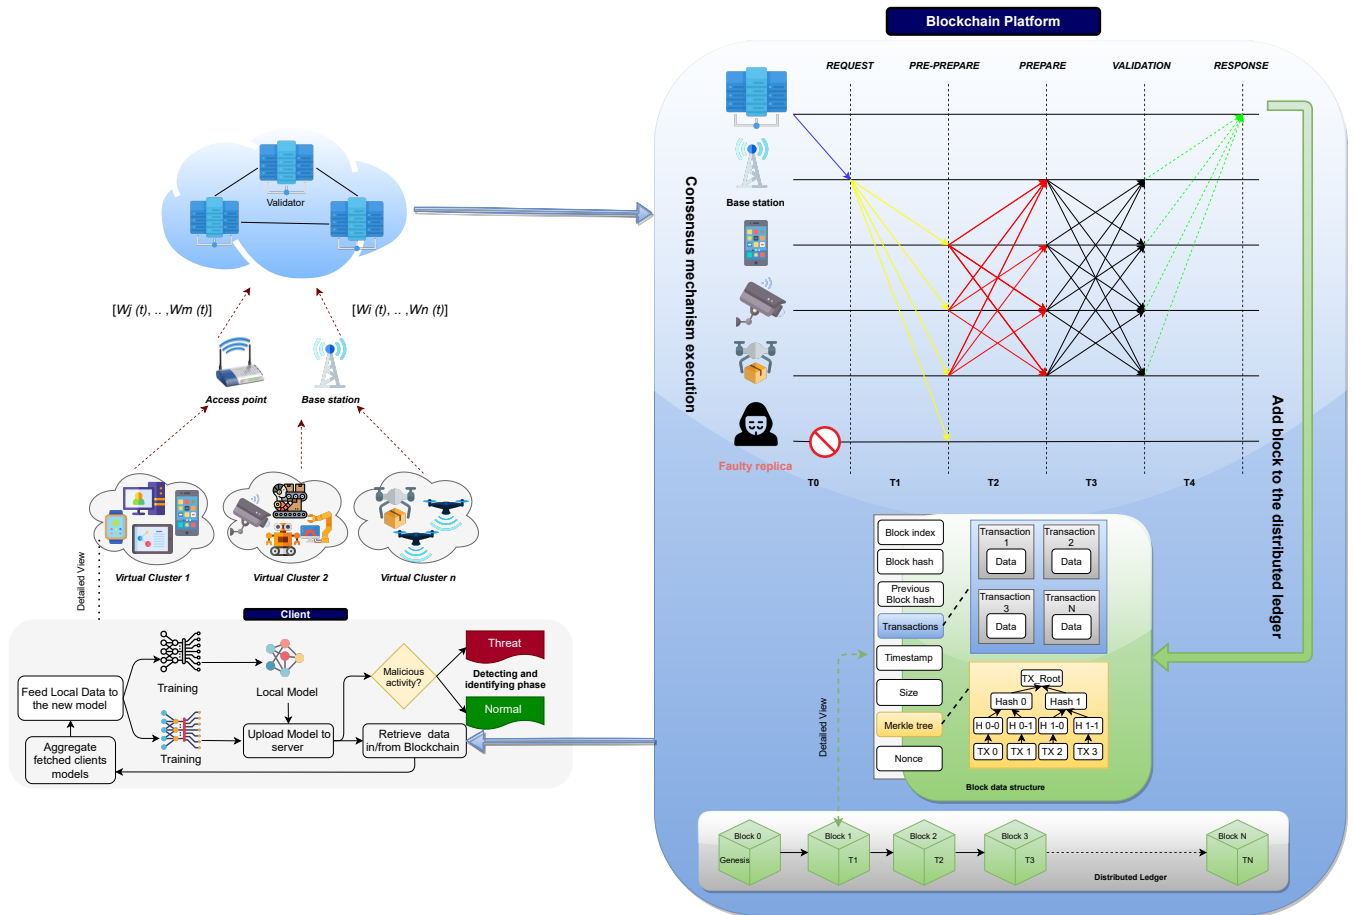 Blockchain Platform
REQUEST
PRE-PREPARE
PREPARE
VALIDATION
RESPONSE
Consensus mechanism execution
Base station
Faulty replica
T0
T1
T2
T3
T4
Add block to the distributed ledger
Validator
[Wj (t), .. ,Wm (t)]
[Wi (t), .. ,Wn (t)]
Access point
Base station
Virtual Cluster 1
Virtual Cluster 2
Virtual Cluster n
Detailed View
Client
Feed Local Data to
the new model
Training
Training
Local Model
Malicious
activity?
Threat
Detecting and
identifying phase
Normal
Upload Model to
server
Retrieve data
in/from Blockchain
Aggregate
fetched clients
models
Block index
Block hash
Previous
Block hash
Transactions
Timestamp
Size
Merkle tree
Nonce
Transaction
1
Data
Transaction
2
Data
Transaction
3
Data
Transaction
N
Data
TX_Root
Hash 0
Hash 1
H 0-0
H 0-1
H 1-0
H 1-1
TX 0
TX 1
TX 2
TX 3
Block data structure
Detailed View
Block 0
Genesis
Block 1
T1
Block 2
T2
Block 3
T3
Block N
TN
Distributed Ledger